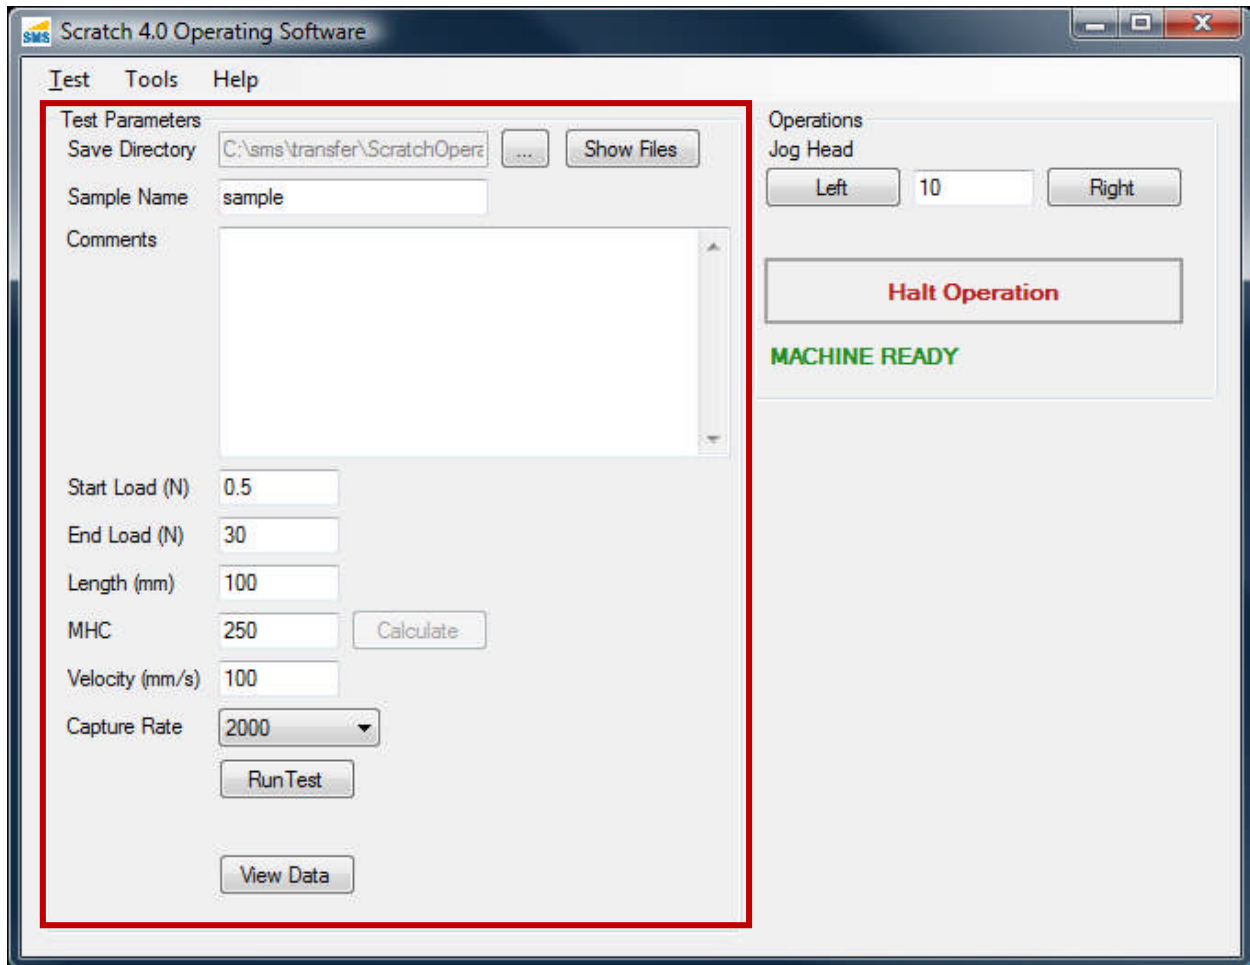 SMS Scratch 4.0 Operating Software
Test Tools Help
Test Parameters
Save Directory C:\sms\transfer\ScratchOpera ... Show Files
Sample Name sample
Comments
Start Load (N) 0.5
End Load (N) 30
Length (mm) 100
MHC 250 Calculate
Velocity (mm/s) 100
Capture Rate 2000
RunTest
View Data
Operations
Jog Head
Left 10 Right
Halt Operation
MACHINE READY